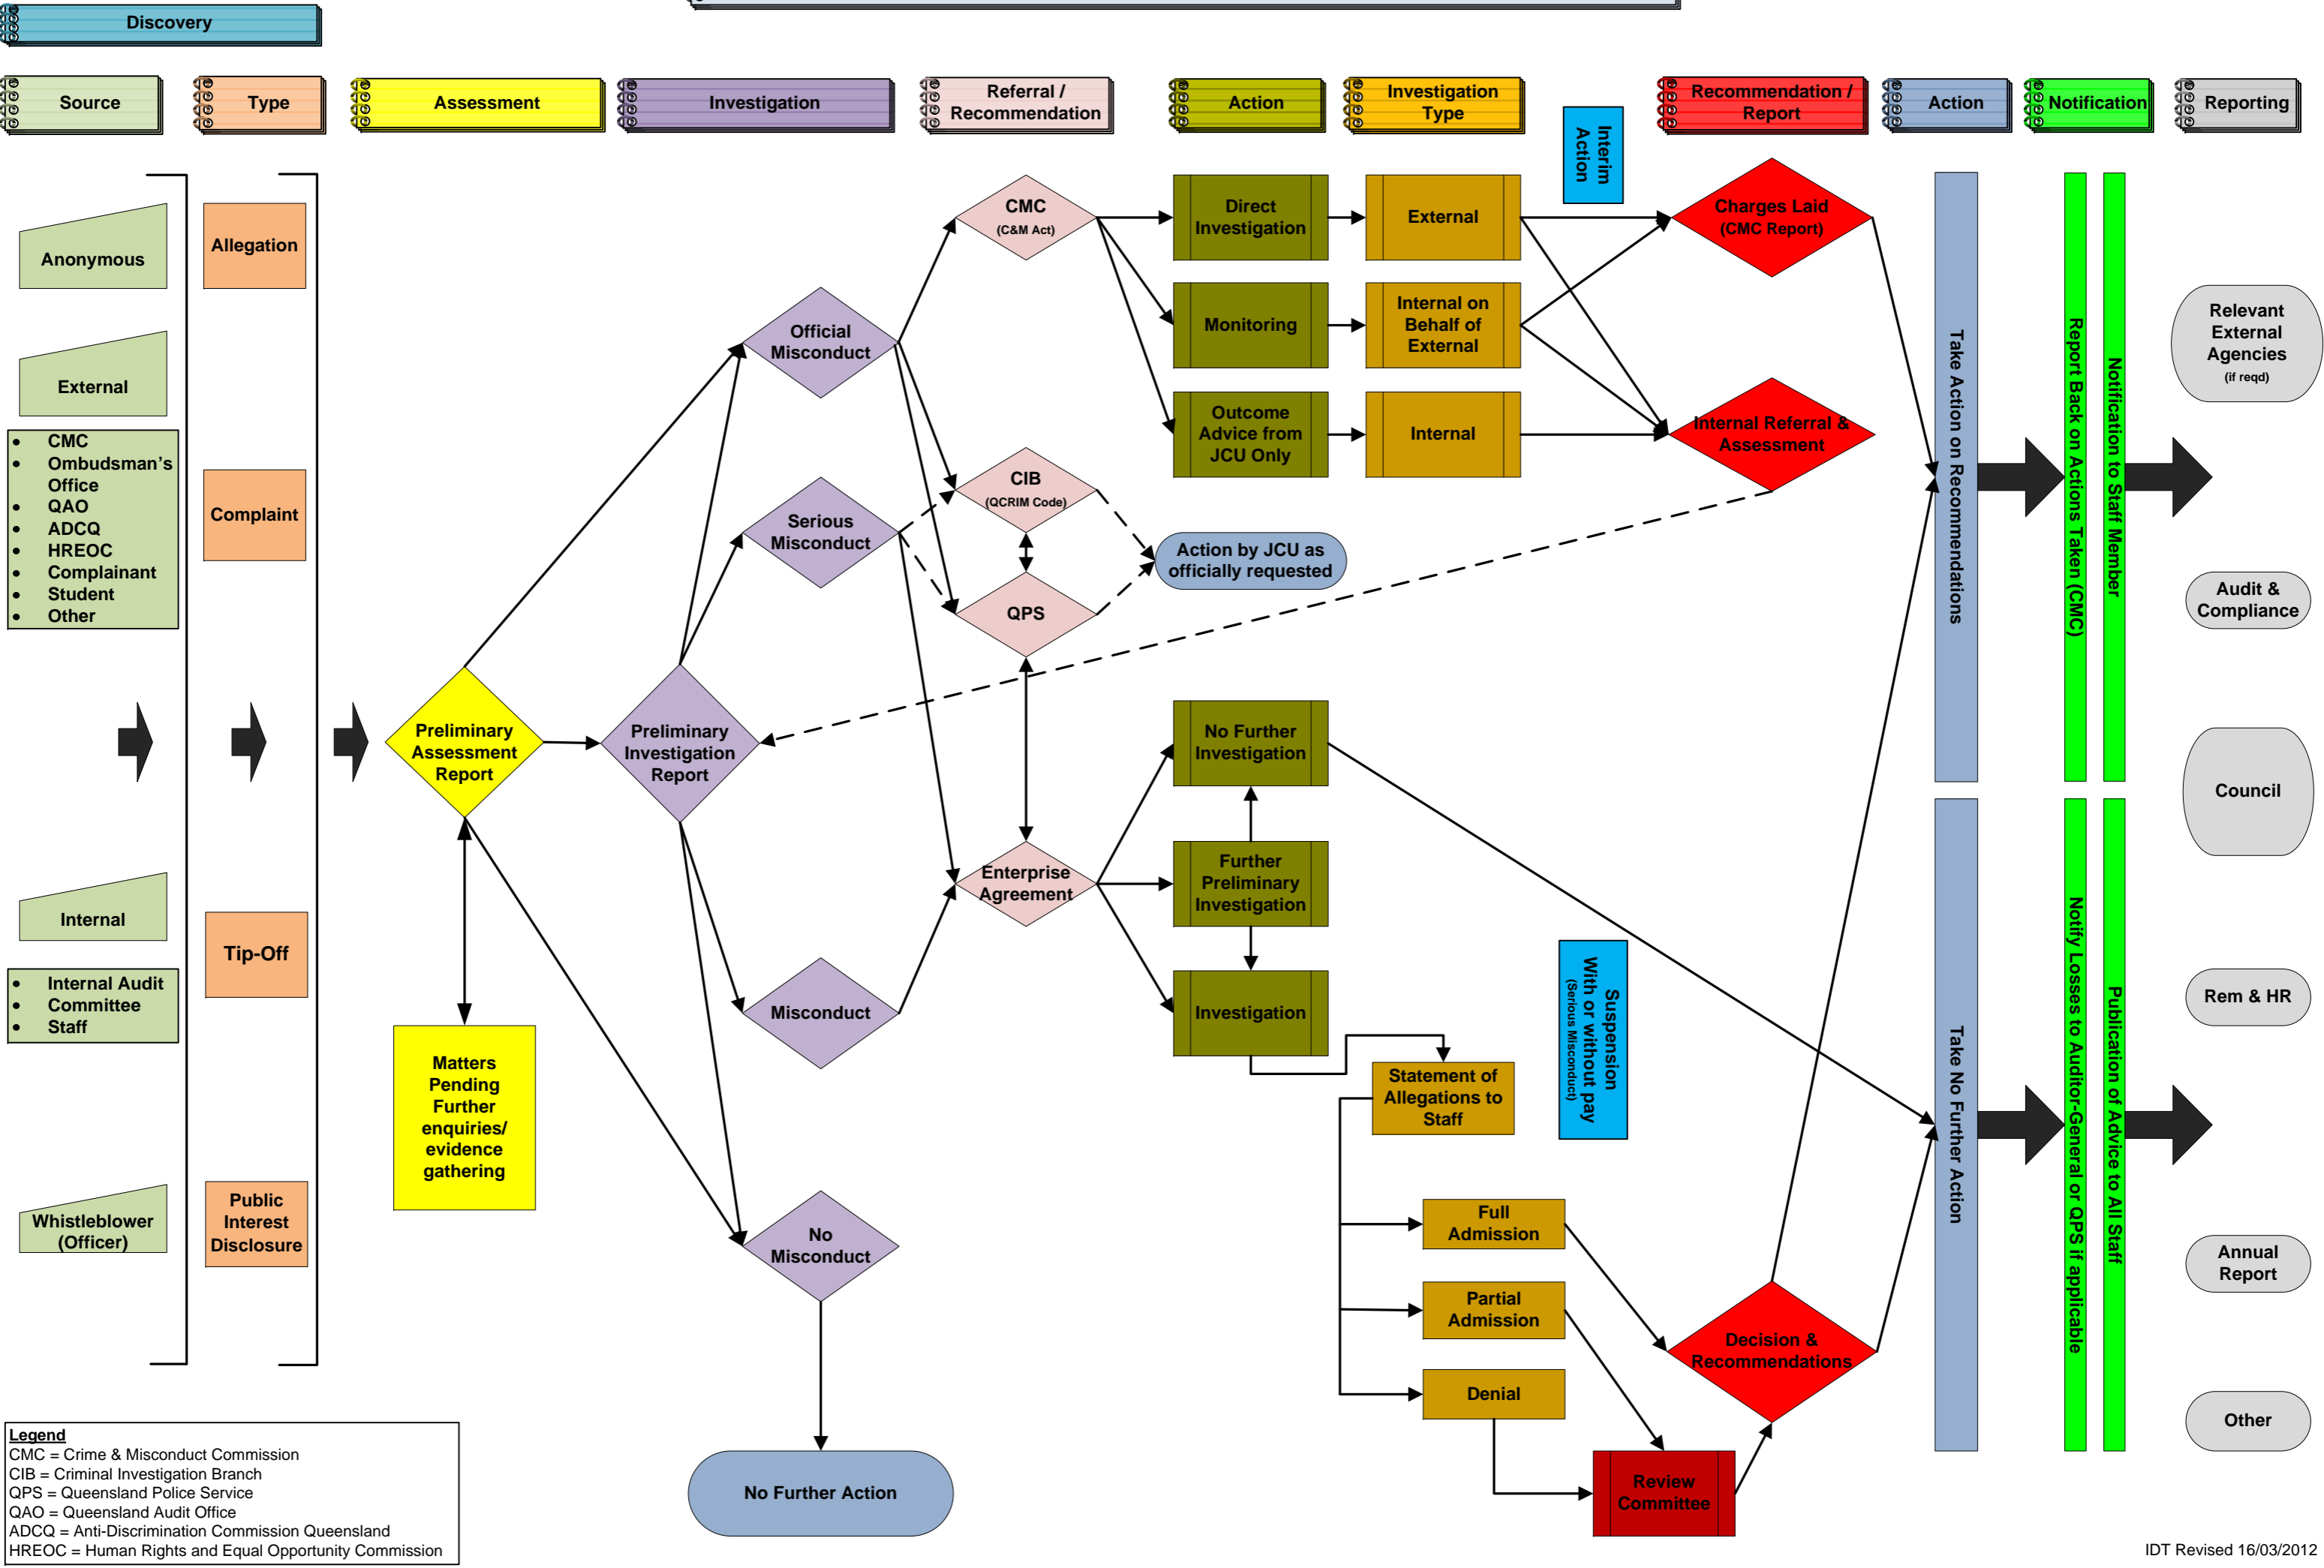 Discovery
Source
Type
Assessment
Investigation
Referral /
Recommendation
Action
Investigation
Type
Interim
Action
Recommendation /
Report
Action
Notification
Reporting
Anonymous
External
• CMC
• Ombudsman's
Office
• QAO
• ADCQ
• HREOC
• Complainant
• Student
• Other
Internal
• Internal Audit
• Committee
• Staff
Whistleblower
(Officer)
Allegation
Complaint
Tip-Off
Public
Interest
Disclosure
Preliminary
Assessment
Report
Matters
Pending
Further
enquiries/
evidence
gathering
Preliminary
Investigation
Report
Official
Misconduct
Serious
Misconduct
Misconduct
No
Misconduct
No Further Action
CMC
(C&M Act)
CIB
(QCRIM Code)
QPS
Enterprise
Agreement
Direct
Investigation
Monitoring
Outcome
Advice from
JCU Only
Action by JCU as
officially requested
No Further
Investigation
Further
Preliminary
Investigation
Investigation
External
Internal on
Behalf of
External
Internal
Statement of
Allegations to
Staff
Full
Admission
Partial
Admission
Denial
Suspension
With or without pay
(Serious Misconduct)
Charges Laid
(CMC Report)
Internal Referral &
Assessment
Decision &
Recommendations
Review
Committee
Take Action on Recommendations
Take No Further Action
Report Back on Actions Taken (CMC)
Notification to Staff Member
Notify Losses to Auditor-General or QPS if applicable
Publication of Advice to All Staff
Relevant
External
Agencies
(if reqd)
Audit &
Compliance
Council
Rem & HR
Annual
Report
Other
Legend
CMC = Crime & Misconduct Commission
CIB = Criminal Investigation Branch
QPS = Queensland Police Service
QAO = Queensland Audit Office
ADCQ = Anti-Discrimination Commission Queensland
HREOC = Human Rights and Equal Opportunity Commission
IDT Revised 16/03/2012